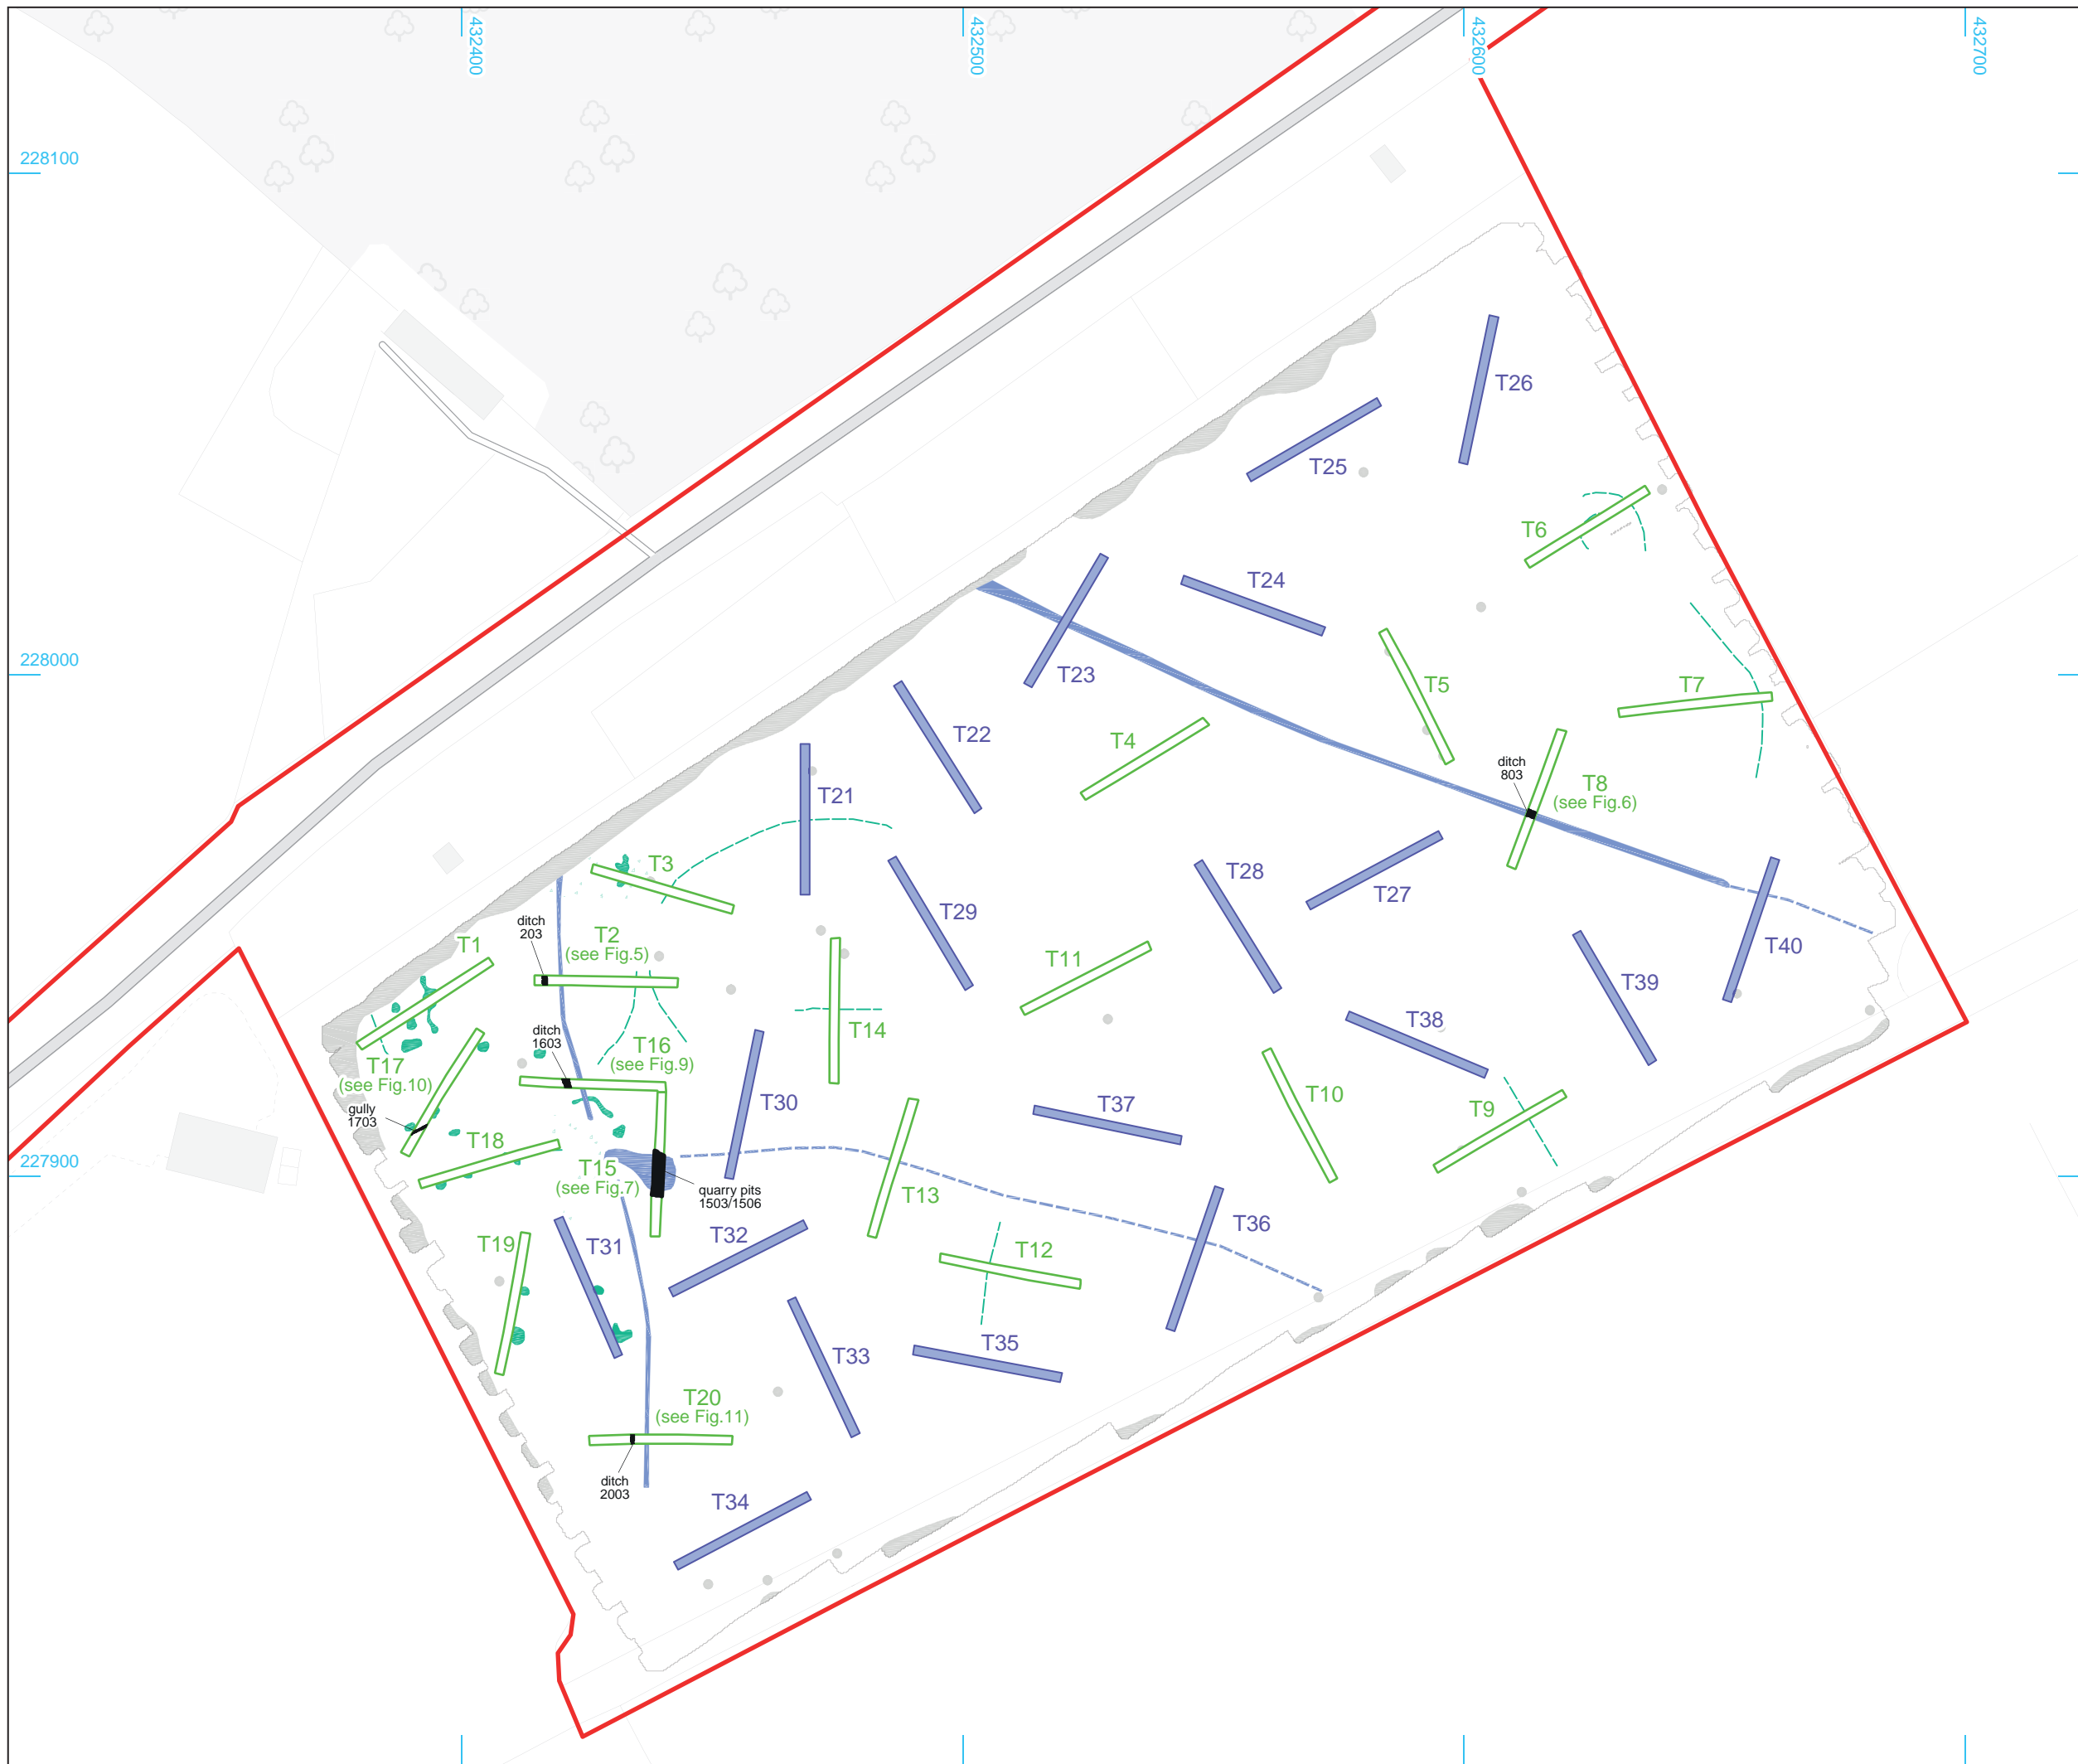 432400
432500
432600
432700
228100
228000
227900
T26
T25
T6
T24
T23
T5
T7
T22
T4
ditch
803
T8
(see Fig.6)
T21
T3
T28
T27
T29
ditch
203
T2
(see Fig.5)
T1
T11
T40
T39
T14
T38
ditch
1603
T16
(see Fig.9)
T17
(see Fig.10)
gully
1703
T30
T37
T10
T9
T18
T15
(see Fig.7)
quarry pits
1503/1506
T13
T36
T19
T31
T32
T12
T35
T33
T20
(see Fig.11)
ditch
2003
T34